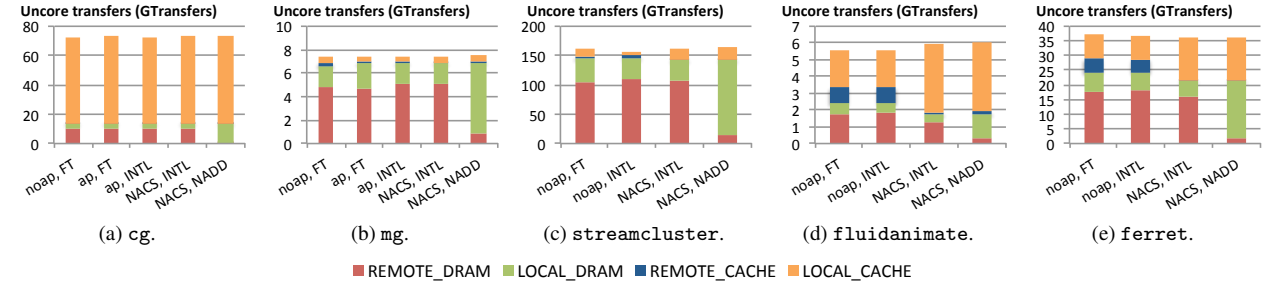 Uncore transfers (GTransfers)
80
60
40
20
0
noap, FT
ap, FT
ap, INTL
NACS, INTL
NACS, NADD
(a) cg.
Uncore transfers (GTransfers)
10
8
6
4
2
0
noap, FT
ap, FT
ap, INTL
NACS, INTL
NACS, NADD
(b) mg.
Uncore transfers (GTransfers)
200
150
100
50
0
noap, FT
noap, INTL
NACS, INTL
NACS, NADD
(c) streamcluster.
Uncore transfers (GTransfers)
7
6
5
4
3
2
1
0
noap, FT
noap, INTL
NACS, INTL
NACS, NADD
(d) fluidanimate.
Uncore transfers (GTransfers)
40
35
30
25
20
15
10
5
0
noap, FT
noap, INTL
NACS, INTL
NACS, NADD
(e) ferret.
REMOTE_DRAM LOCAL_DRAM REMOTE_CACHE LOCAL_CACHE